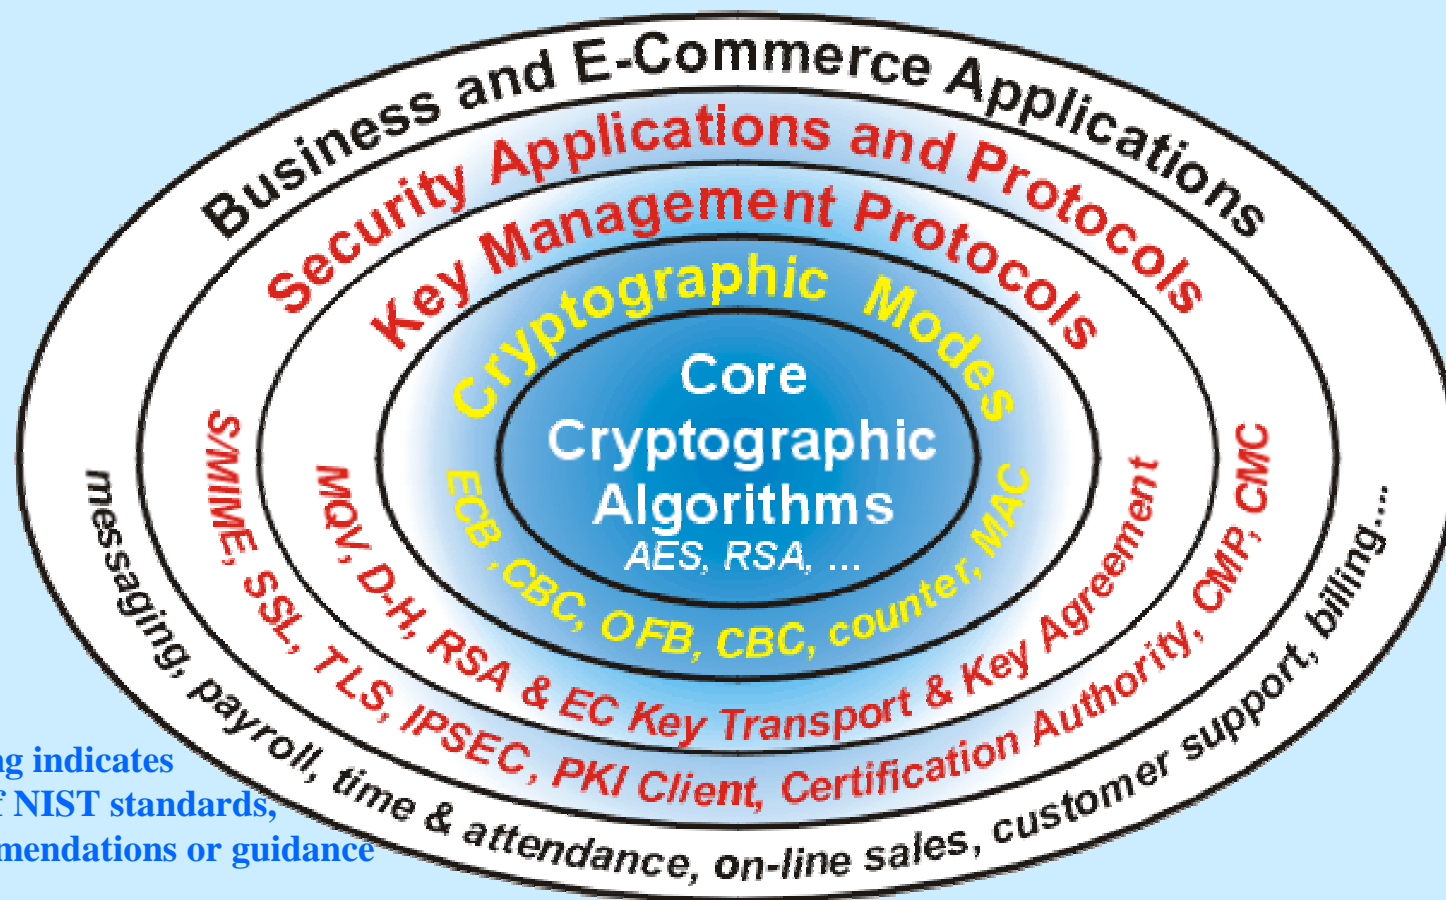 Business and E-Commerce Applications
Security Applications and Protocols
Key Management Protocols
Cryptographic Modes
Core
Cryptographic
Algorithms
AES, RSA, ...
ECB, CBC, OFB, CBC, counter, MAC
MQV, D-H, RSA & EC Key Transport & Key Agreement
S/MIME, SSL, TLS, IPSEC, PKI Client, Certification Authority, CMP, CMC
messaging, payroll, time & attendance, on-line sales, customer support, billing...
indicates
NIST standards,
or guidance